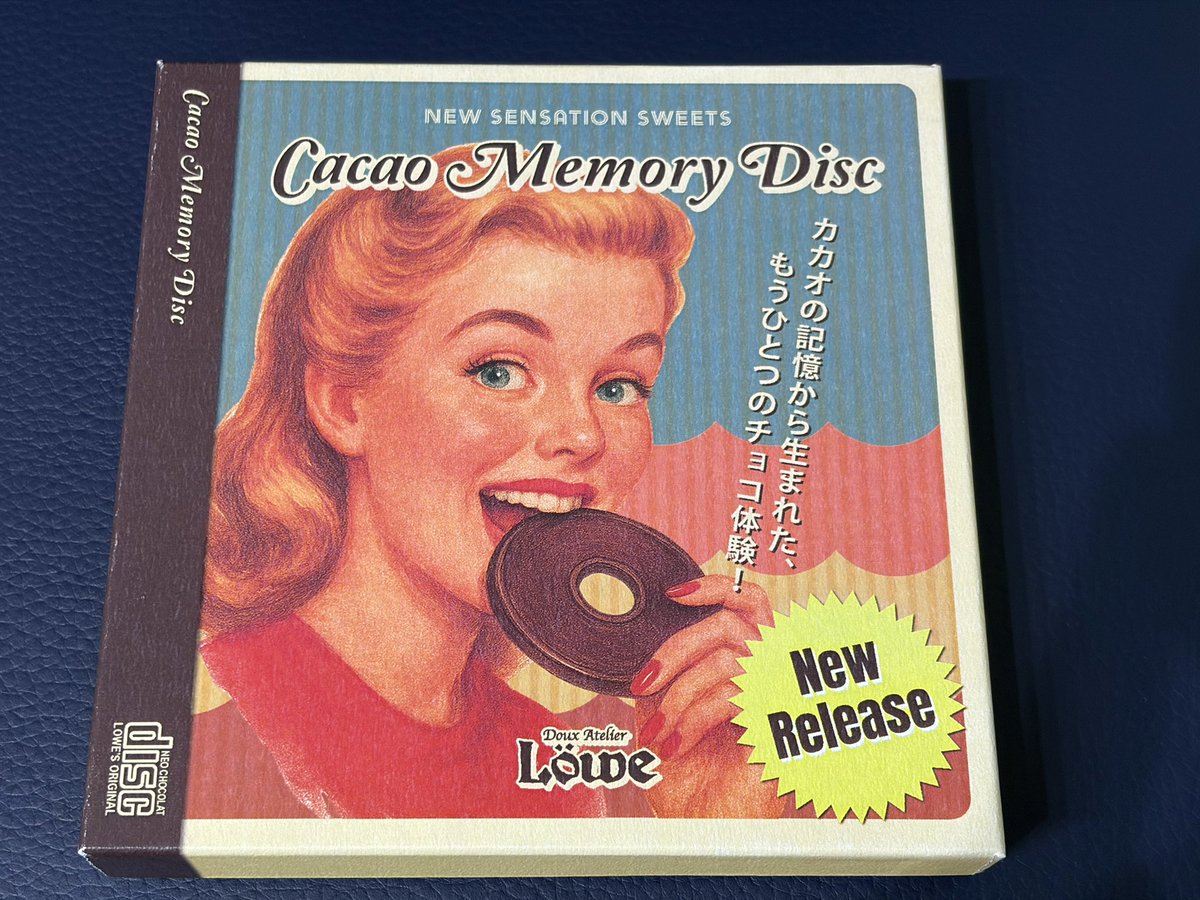 NEW SENSATION SWEETS
Cacao Memory Disc
カカオの記憶から生まれた、
もうひとつのチョコ体験！
New
Release
Doux Atelier
Löwe
Cacao Memory Disc
disc
NEO CHOCOLAT
LOWE'S ORIGINAL